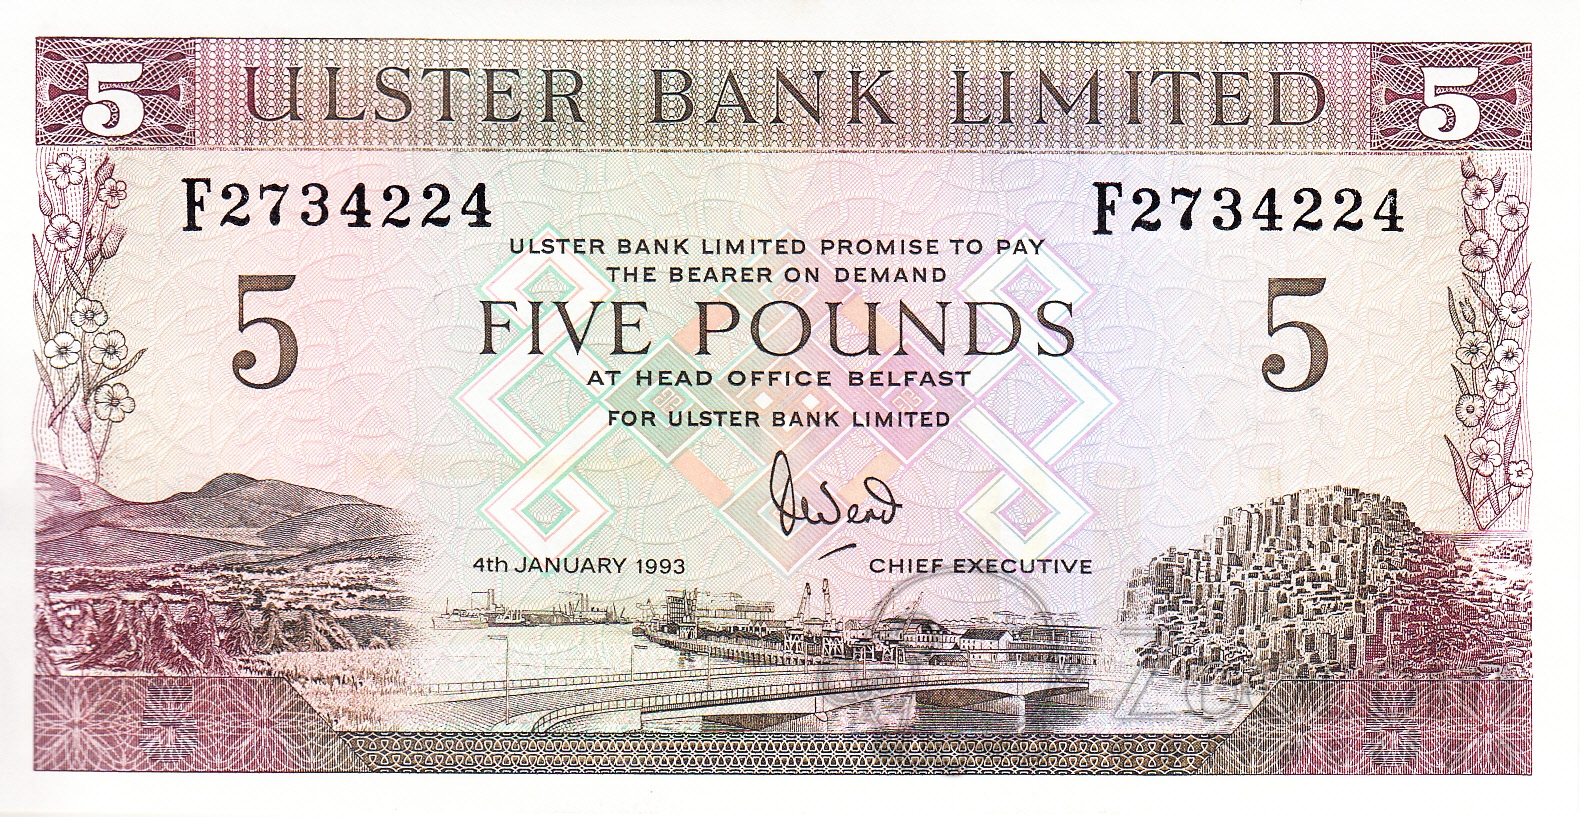 5 ULSTER BANK LIMITED 5
F2734224 F2734224
ULSTER BANK LIMITED PROMISE TO PAY
THE BEARER ON DEMAND
5 FIVE POUNDS 5
AT HEAD OFFICE BELFAST
FOR ULSTER BANK LIMITED
4th JANUARY 1993 CHIEF EXECUTIVE